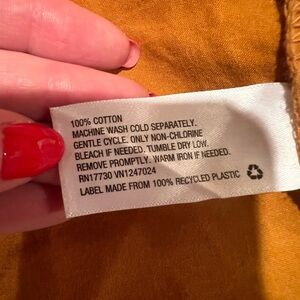 100% COTTON
MACHINE WASH COLD SEPARATELY.
GENTLE CYCLE. ONLY NON-CHLORINE
BLEACH IF NEEDED. TUMBLE DRY LOW.
REMOVE PROMPTLY. WARM IRON IF NEEDED.
RN17730 VN1247024
LABEL MADE FROM 100% RECYCLED PLASTIC